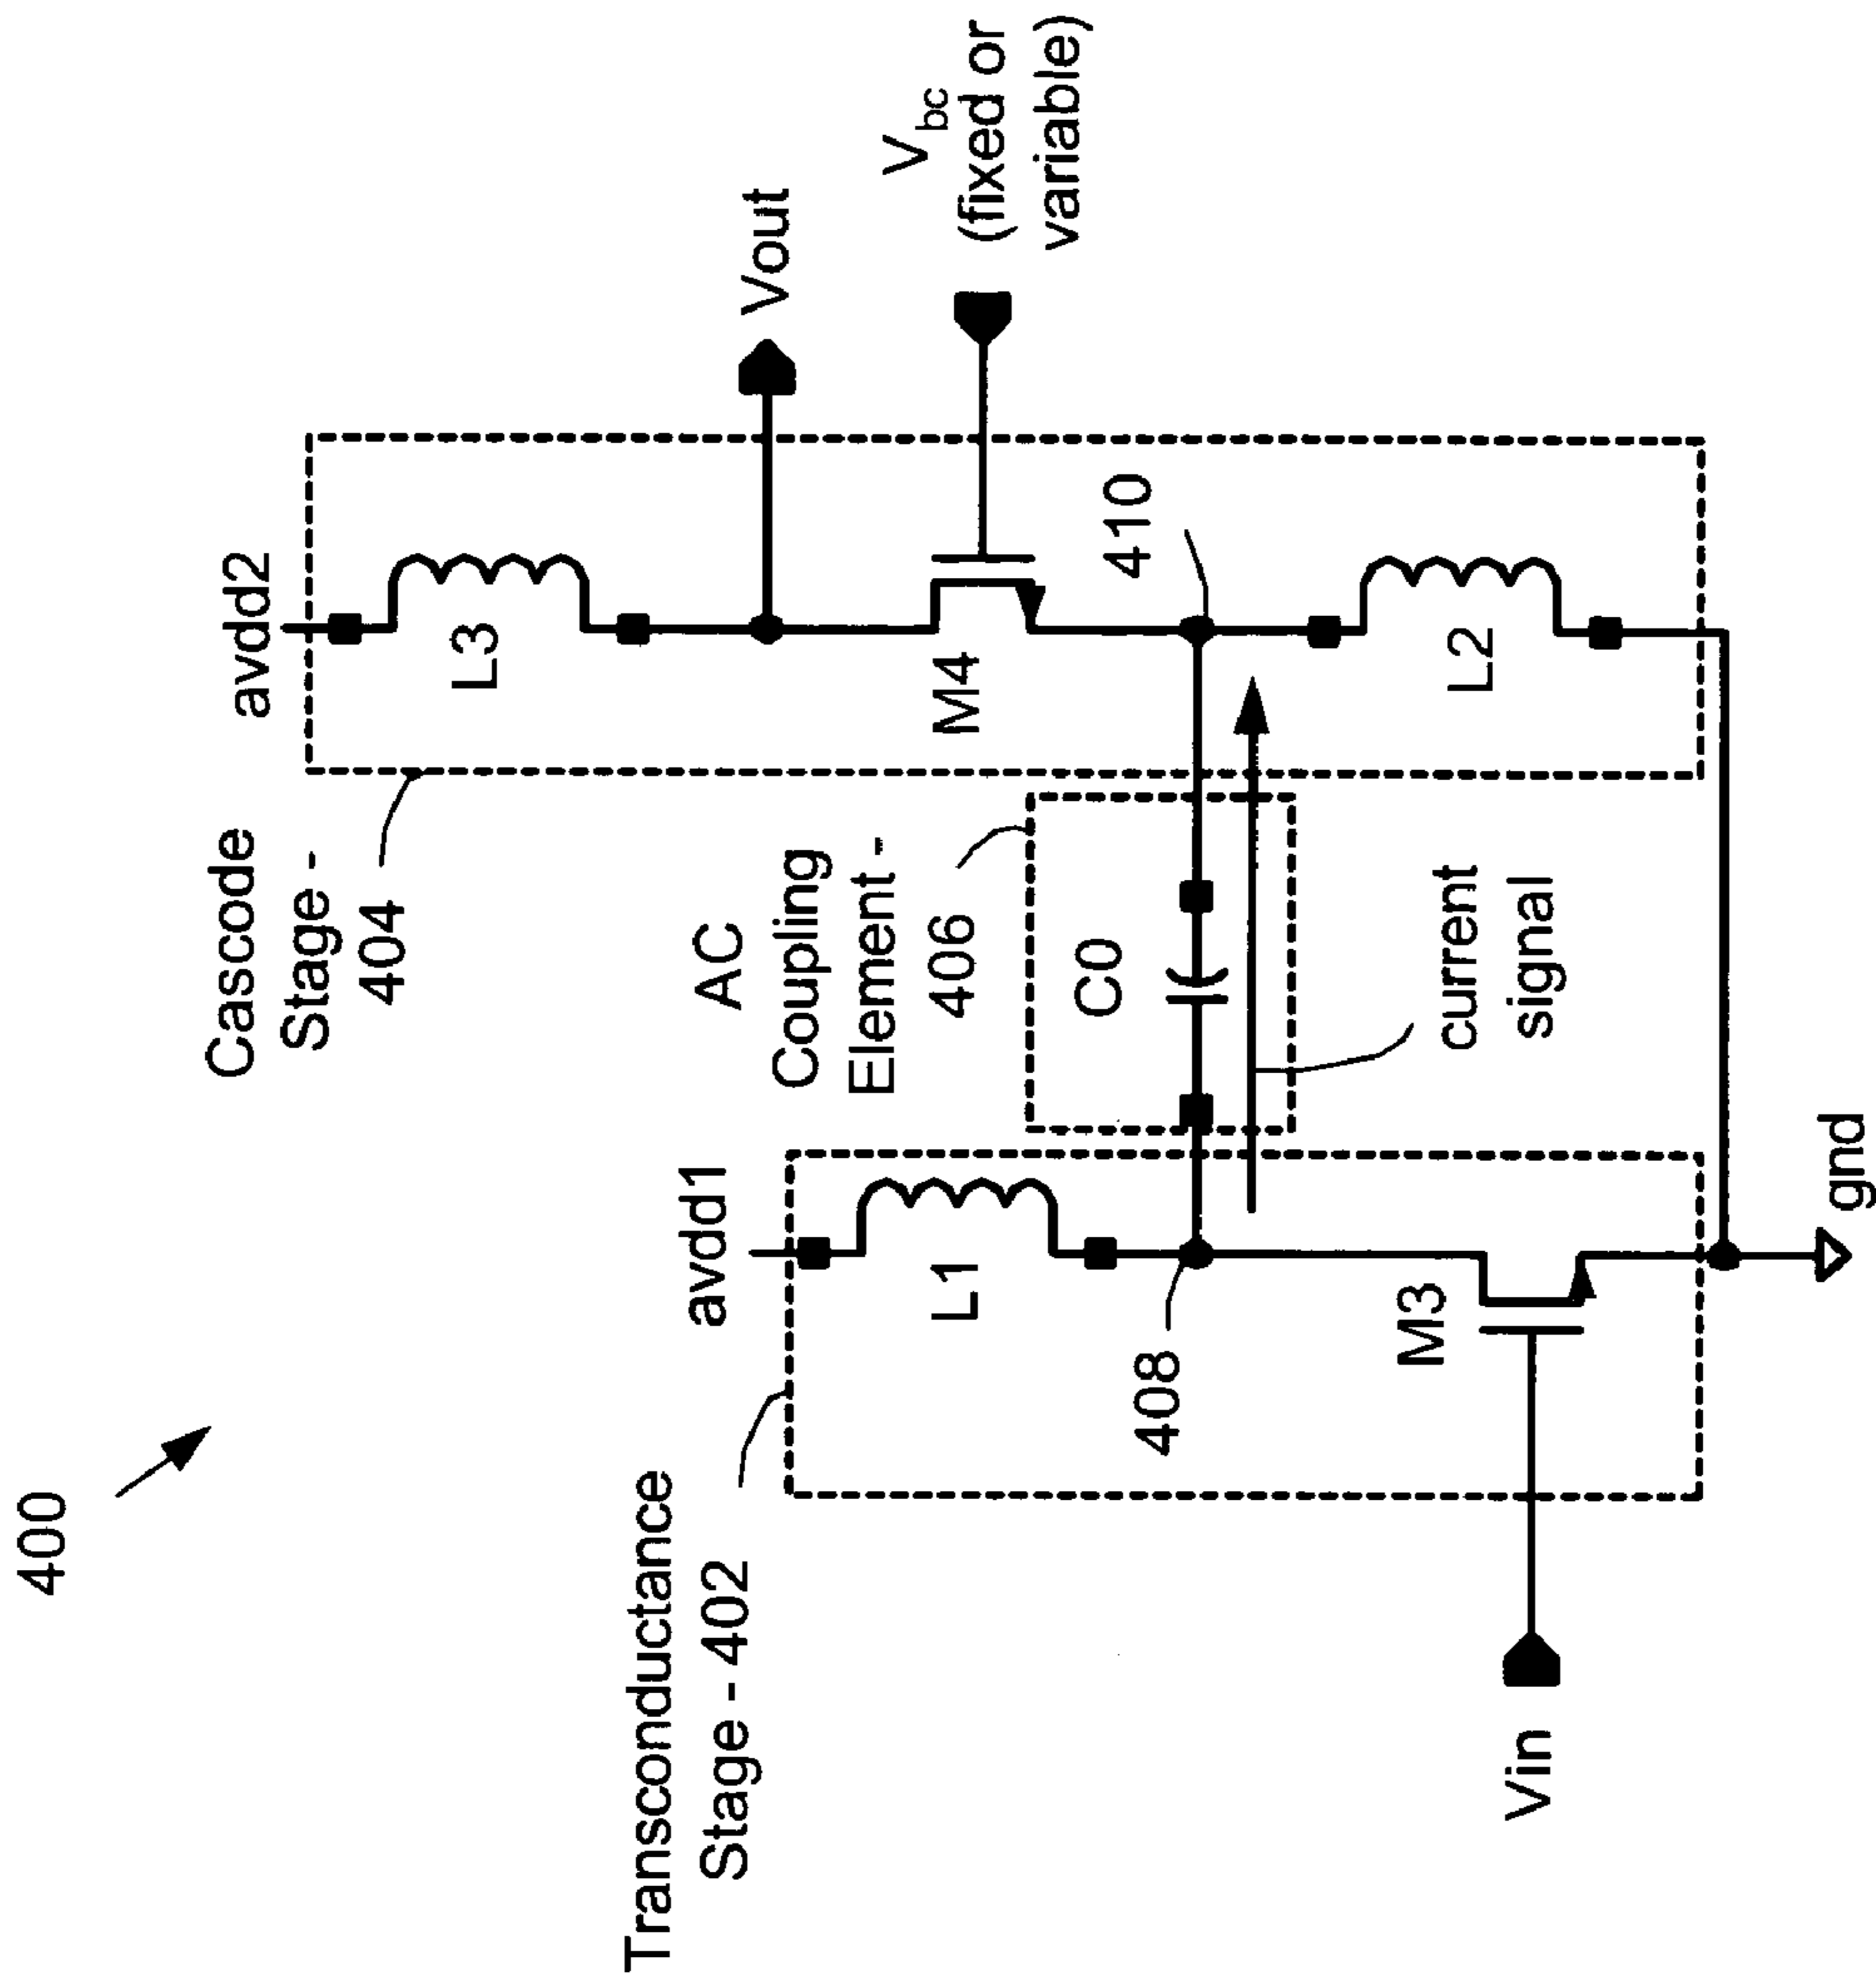 400
avdd2
Cascode
Stage -
404
L3
Vout
AC
Coupling
Element -
406
M4
V_bc
(fixed or
variable)
avdd1
C0
410
Transconductance
Stage - 402
L1
408
current
signal
L2
M3
Vin
gnd